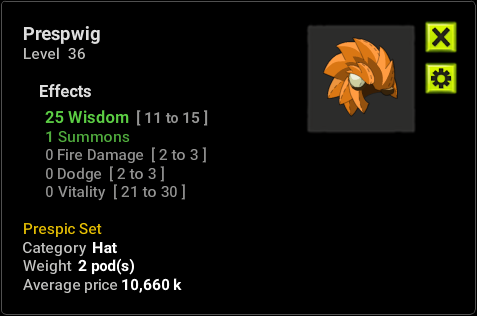 Prespwig
Level 36
Effects
25 Wisdom [ 11 to 15 ]
1 Summons
0 Fire Damage [ 2 to 3 ]
0 Dodge [ 2 to 3 ]
0 Vitality [ 21 to 30 ]
Prespic Set
Category Hat
Weight 2 pod(s)
Average price 10,660 k